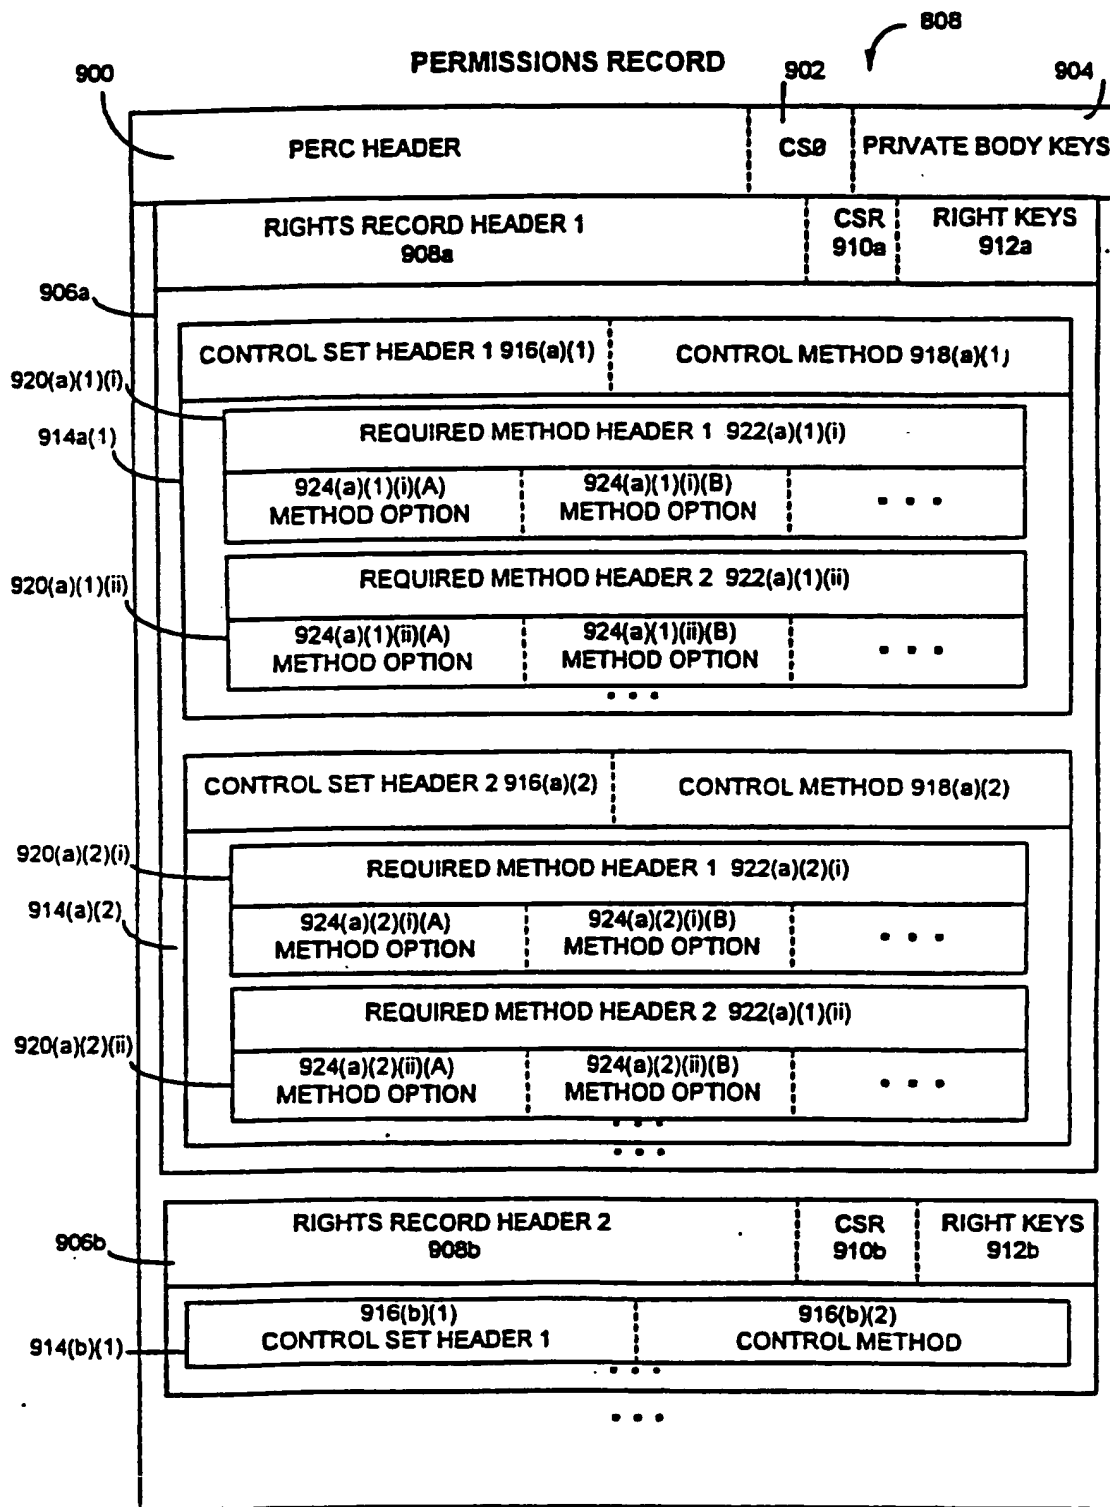 808
PERMISSIONS RECORD
900
902
904
PERC HEADER
CS0
PRIVATE BODY KEYS
RIGHTS RECORD HEADER 1
908a
CSR
910a
RIGHT KEYS
912a
906a
CONTROL SET HEADER 1 916(a)(1)
CONTROL METHOD 918(a)(1)
920(a)(1)(i)
REQUIRED METHOD HEADER 1 922(a)(1)(i)
914a(1)
924(a)(1)(i)(A)
METHOD OPTION
924(a)(1)(i)(B)
METHOD OPTION
• • •
REQUIRED METHOD HEADER 2 922(a)(1)(ii)
920(a)(1)(ii)
924(a)(1)(ii)(A)
METHOD OPTION
924(a)(1)(ii)(B)
METHOD OPTION
• • •
• • •
CONTROL SET HEADER 2 916(a)(2)
CONTROL METHOD 918(a)(2)
920(a)(2)(i)
REQUIRED METHOD HEADER 1 922(a)(2)(i)
914(a)(2)
924(a)(2)(i)(A)
METHOD OPTION
924(a)(2)(i)(B)
METHOD OPTION
• • •
REQUIRED METHOD HEADER 2 922(a)(1)(ii)
920(a)(2)(ii)
924(a)(2)(ii)(A)
METHOD OPTION
924(a)(2)(ii)(B)
METHOD OPTION
• • •
• • •
• • •
RIGHTS RECORD HEADER 2
908b
CSR
910b
RIGHT KEYS
912b
906b
916(b)(1)
CONTROL SET HEADER 1
916(b)(2)
CONTROL METHOD
914(b)(1)
• • •
• • •